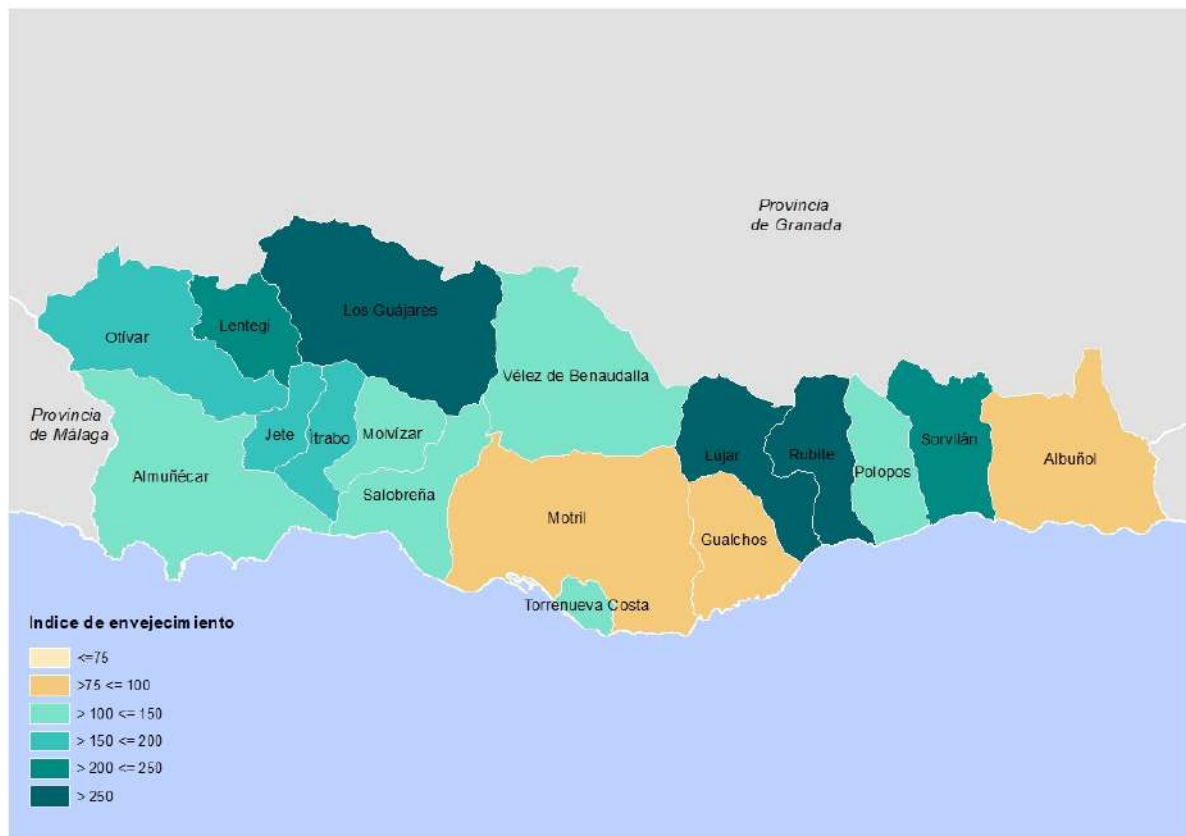 Provincia
de Granada
Los Guájares
Lentegí
Otívar
Vélez de Benaudalla
Provincia
de Málaga
Jete
Ítrabo
Molvízar
Lújar
Rubite
Polopos
Sorvilán
Albuñol
Almuñécar
Salobreña
Motril
Gualchos
Torrenueva Costa
Indice de envejecimiento
<=75
>75 <= 100
> 100 <= 150
> 150 <= 200
> 200 <= 250
> 250